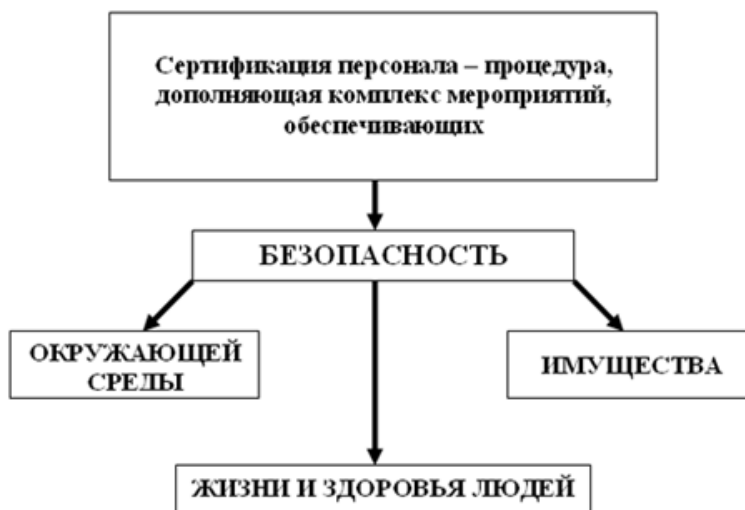 Сертификация персонала – процедура,
дополняющая комплекс мероприятий,
обеспечивающих
БЕЗОПАСНОСТЬ
ОКРУЖАЮЩЕЙ
СРЕДЫ
ИМУЩЕСТВА
ЖИЗНИ И ЗДОРОВЬЯ ЛЮДЕЙ